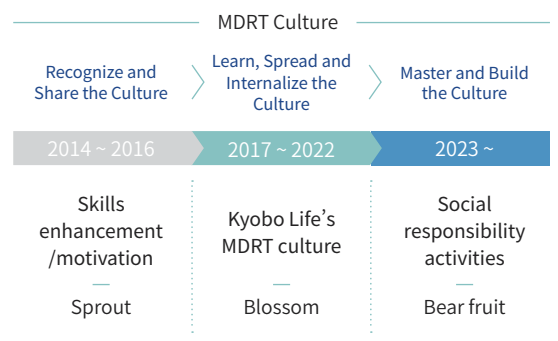 MDRT Culture
Recognize and
Share the Culture
Learn, Spread and
Internalize the
Culture
Master and Build
the Culture
2014 ~ 2016
2017 ~ 2022
2023 ~
Skills
enhancement
/motivation
Sprout
Kyobo Life’s
MDRT culture
Blossom
Social
responsibility
activities
Bear fruit